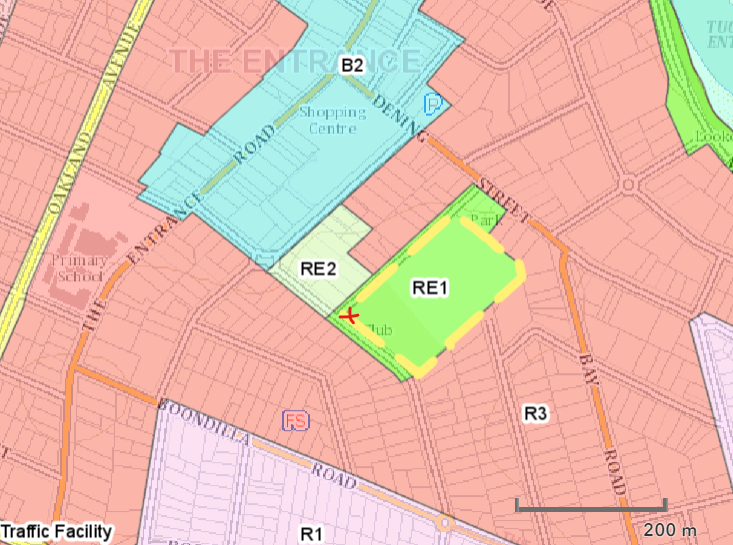 THE ENTRANCE
B2
P
Shopping
Centre
DENING
STREET
OAKLAND AVENUE
THE ENTRANCE ROAD
Primary
School
Park
RE2
RE1
Club
FS
R3
BAY ROAD
BOONDILLA ROAD
200 m
Traffic Facility
R1